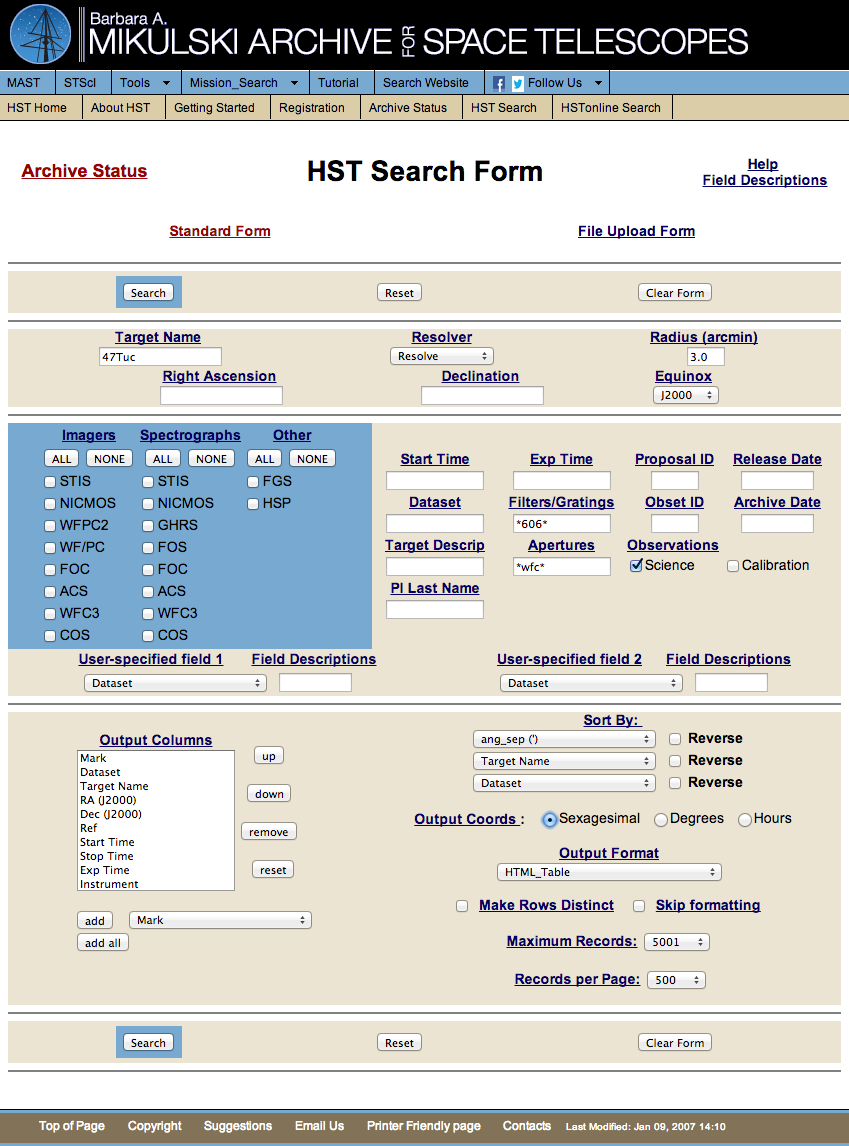 Barbara A.
MIKULSKI ARCHIVE FOR SPACE TELESCOPES
MAST STScI Tools Mission_Search Tutorial Search Website Follow Us
HST Home About HST Getting Started Registration Archive Status HST Search HSTonline Search
Archive Status HST Search Form Help
Field Descriptions
Standard Form File Upload Form
Search Reset Clear Form
Target Name Resolver Radius (arcmin)
47Tuc Resolve 3.0
Right Ascension Declination Equinox
J2000
Imagers Spectrographs Other
ALL NONE ALL NONE ALL NONE
STIS STIS FGS
NICMOS NICMOS HSP
WFPC2 GHRS
WF/PC FOS
FOC FOC
ACS ACS
WFC3 WFC3
COS COS
Start Time Exp Time Proposal ID Release Date
Dataset Filters/Gratings Obset ID Archive Date
*606*
Target Descrip Apertures Observations
*wfc* Science Calibration
PI Last Name
User-specified field 1 Field Descriptions User-specified field 2 Field Descriptions
Dataset Dataset
Output Columns
Mark
Dataset
Target Name
RA (J2000)
Dec (J2000)
Ref
Start Time
Stop Time
Exp Time
Instrument
up
down
remove
reset
add Mark
add all
Sort By:
ang_sep (') Reverse
Target Name Reverse
Dataset Reverse
Output Coords : Sexagesimal Degrees Hours
Output Format
HTML_Table
Make Rows Distinct Skip formatting
Maximum Records: 5001
Records per Page: 500
Search Reset Clear Form
Top of Page Copyright Suggestions Email Us Printer Friendly page Contacts Last Modified: Jan 09, 2007 14:10